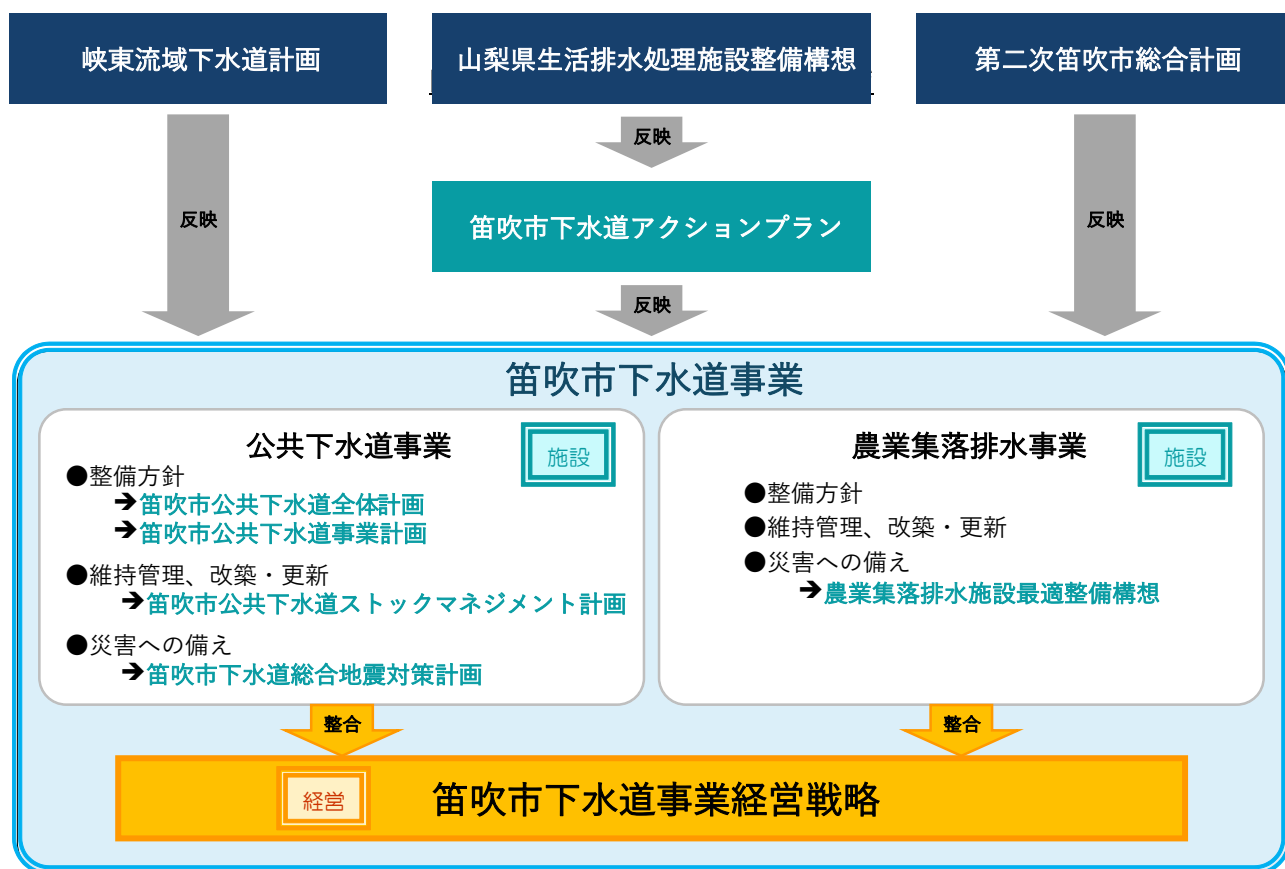 峡東流域下水道計画
山梨県生活排水処理施設整備構想
第二次笛吹市総合計画
反映
反映
反映
笛吹市下水道アクションプラン
反映
笛吹市下水道事業
公共下水道事業
施設
●整備方針
➔笛吹市公共下水道全体計画
➔笛吹市公共下水道事業計画
●維持管理、改築・更新
➔笛吹市公共下水道ストックマネジメント計画
●災害への備え
➔笛吹市下水道総合地震対策計画
農業集落排水事業
施設
●整備方針
●維持管理、改築・更新
●災害への備え
➔農業集落排水施設最適整備構想
整合
整合
経営
笛吹市下水道事業経営戦略